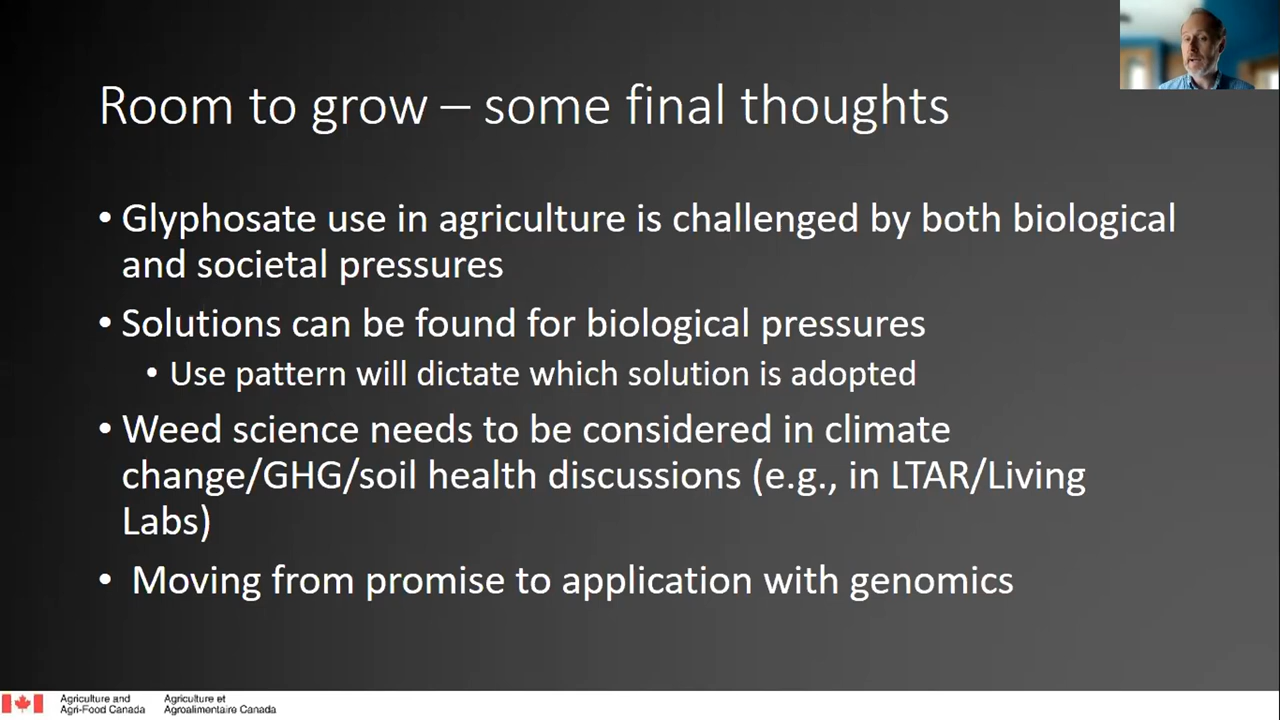 Room to grow – some final thoughts
• Glyphosate use in agriculture is challenged by both biological
and societal pressures
• Solutions can be found for biological pressures
• Use pattern will dictate which solution is adopted
• Weed science needs to be considered in climate
change/GHG/soil health discussions (e.g., in LTAR/Living
Labs)
• Moving from promise to application with genomics
Agriculture and
Agri-Food Canada
Agriculture et
Agroalimentaire Canada